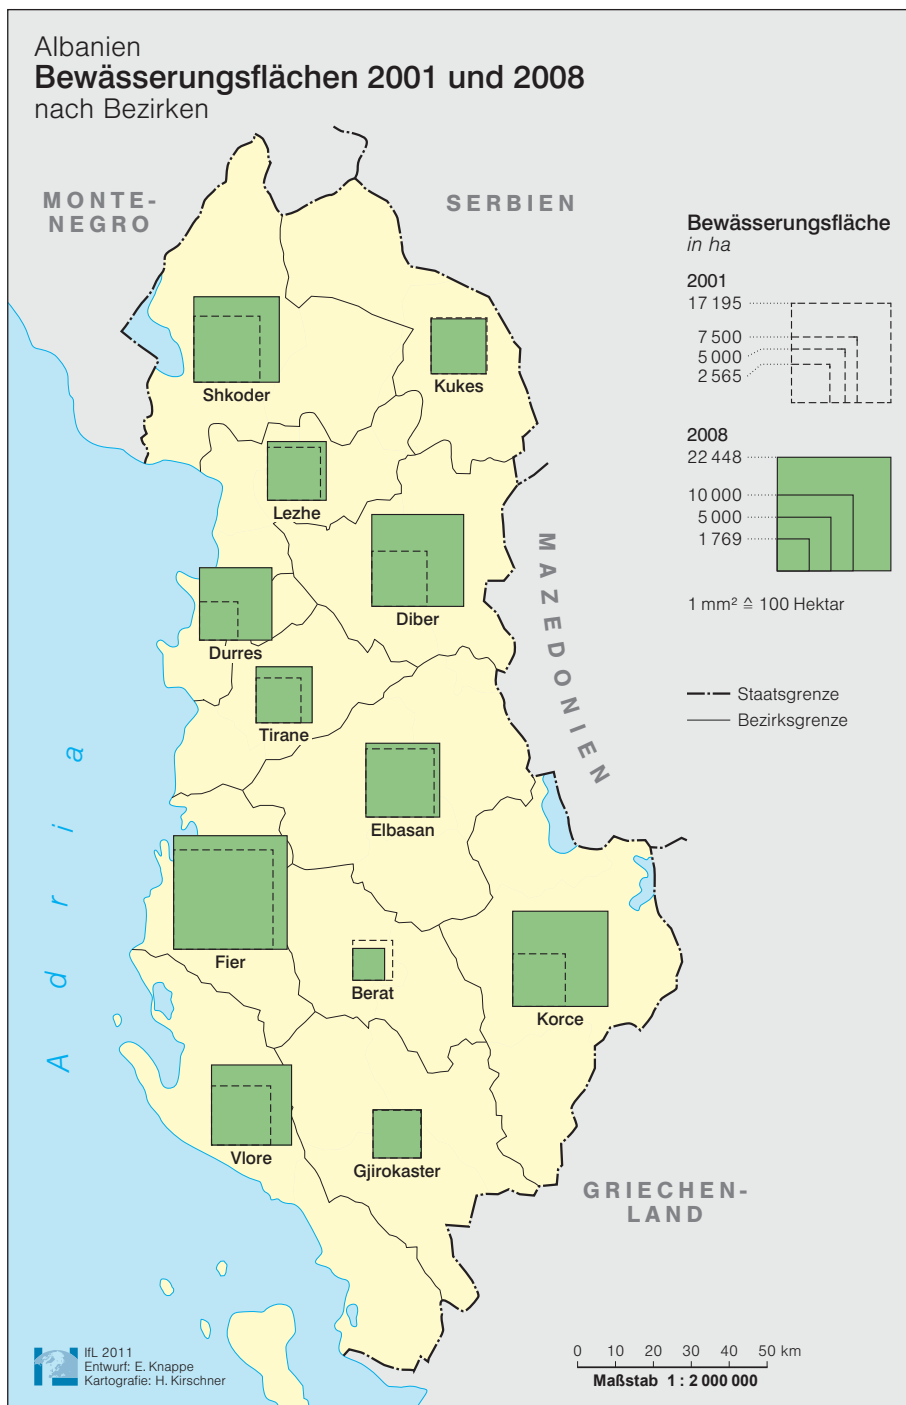 Albanien
Bewässerungsflächen 2001 und 2008
nach Bezirken
MONTE-
NEGRO
SERBIEN
Bewässerungsfläche
in ha
2001
17 195
7 500
5 000
2 565
2008
22 448
10 000
5 000
1 769
1 mm² ≙ 100 Hektar
Staatsgrenze
Bezirksgrenze
Shkoder
Kukes
Lezhe
Diber
MAZEDONIEN
Durres
Tirane
Elbasan
Adria
Fier
Berat
Korce
Vlore
Gjirokaster
GRIECHEN-
LAND
IfL 2011
Entwurf: E. Knappe
Kartografie: H. Kirschner
0 10 20 30 40 50 km
Maßstab 1 : 2 000 000